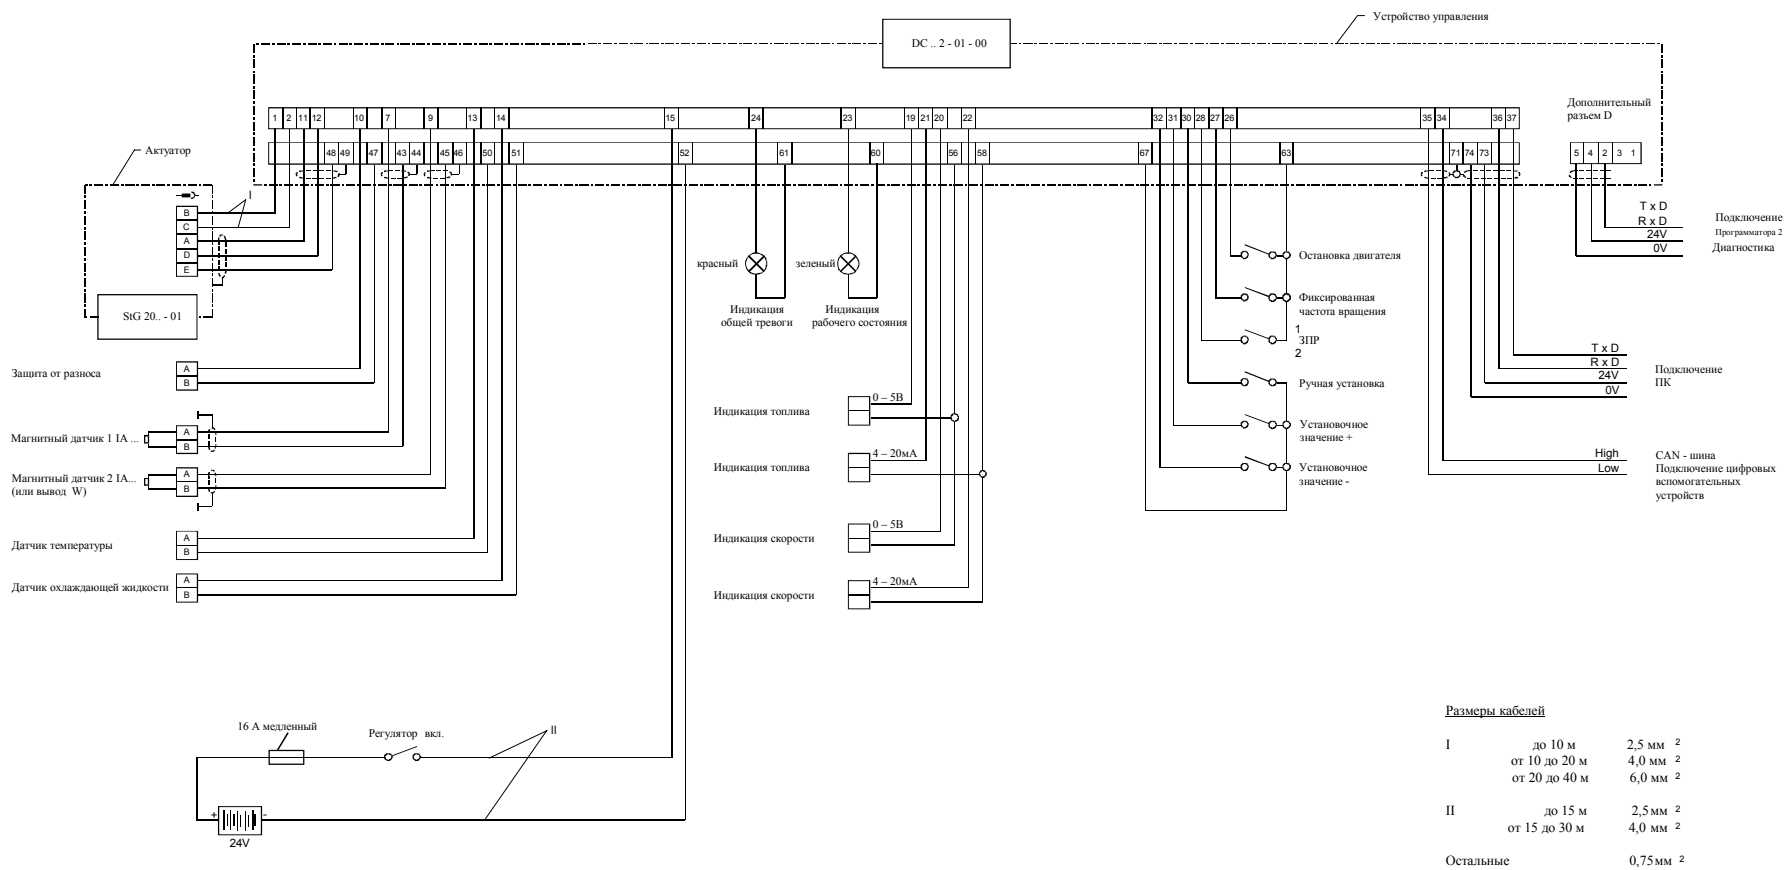 Устройство управления
DC .. 2 - 01 - 00
Дополнительный
разъем D
1 2 11 12 10 7 9 13 14 15 24 23 19 21 20 22 32 31 30 28 27 26 35 34 36 37
48 49 47 43 44 45 46 50 51 52 61 60 56 58 67 63 71 74 73
5 4 2 3 1
Актуатор
I
B
C
A
D
E
StG 20.. - 01
T x D
R x D
24V
0V
Подключение
Программатора 2
Диагностика
красный
зеленый
Индикация
общей тревоги
Индикация
рабочего состояния
Остановка двигателя
Фиксированная
частота вращения
1
ЗПР
2
Ручная установка
Установочное
значение +
Установочное
значение -
T x D
R x D
24V
0V
Подключение
ПК
High
Low
CAN - шина
Подключение цифровых
вспомогательных
устройств
Защита от разноса
A
B
Магнитный датчик 1 IA ...
A
B
Магнитный датчик 2 IA...
(или вывод W)
A
B
Датчик температуры
A
B
Датчик охлаждающей жидкости
A
B
Индикация топлива
0 – 5В
Индикация топлива
4 – 20мА
Индикация скорости
0 – 5В
Индикация скорости
4 – 20мА
16 А медленный
Регулятор вкл.
II
+ -
24V
Размеры кабелей
I до 10 м 2,5 мм 2
от 10 до 20 м 4,0 мм 2
от 20 до 40 м 6,0 мм 2
II до 15 м 2,5мм 2
от 15 до 30 м 4,0 мм 2
Остальные 0,75мм 2